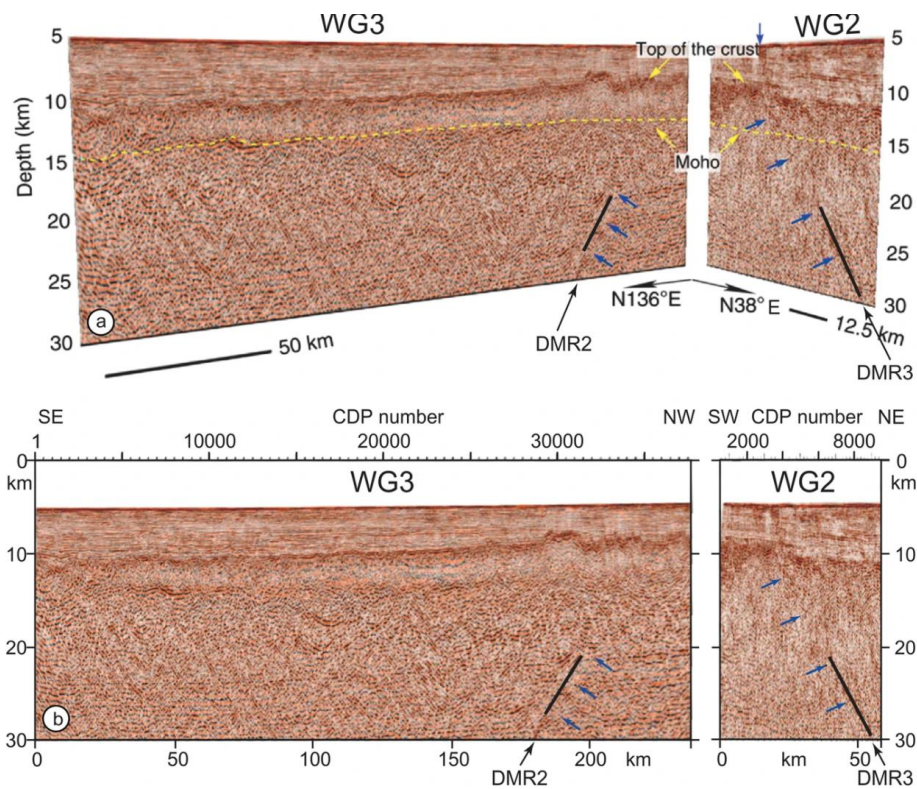 WG3 WG2
5 5
Top of the crust
10 10
Depth (km)
15 15
Moho
20 20
25 25
30 30
a
N136°E N38°E
50 km 12.5 km
DMR2
DMR3
SE CDP number NW SW CDP number NE
1 10000 20000 30000 2000 8000
0 0
km WG3 WG2 km
10 10
20 20
b
30 30
0 50 100 150 200 km 0 km 50
DMR2 DMR3